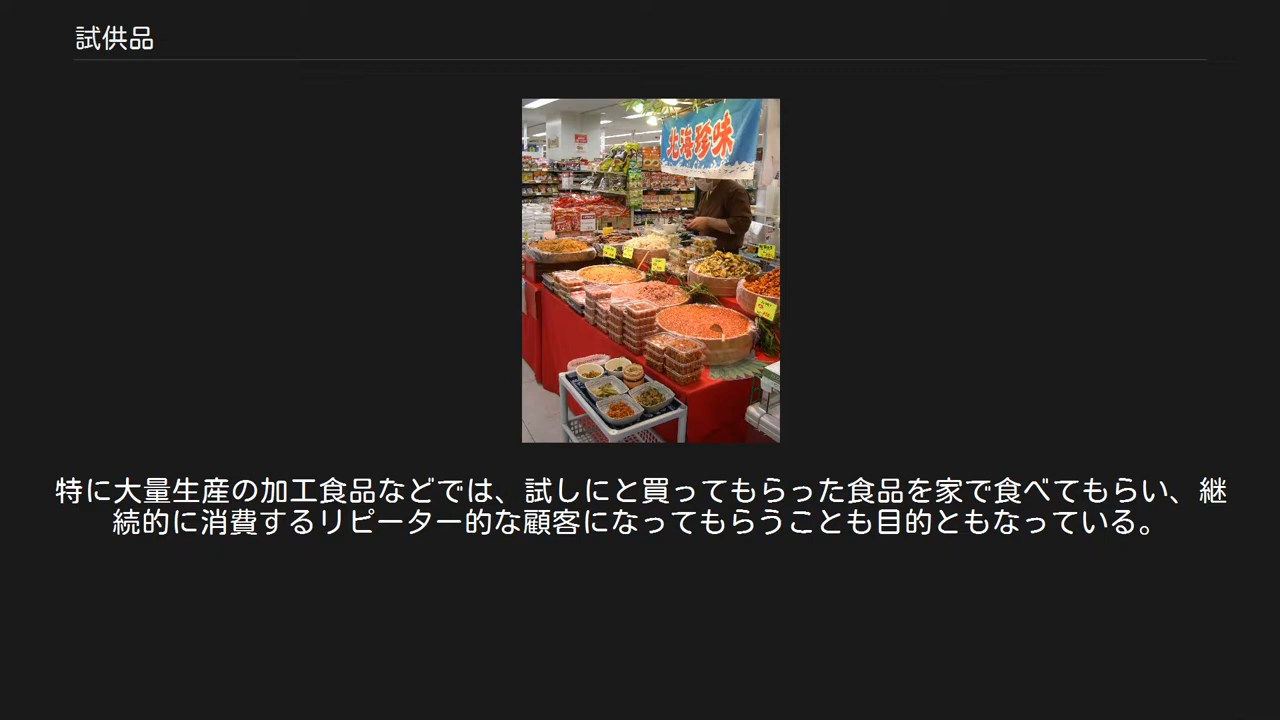 試供品
北海珍味
特に大量生産の加工食品などでは、試しにと買ってもらった食品を家で食べてもらい、継
続的に消費するリピーター的な顧客になってもらうことも目的ともなっている。